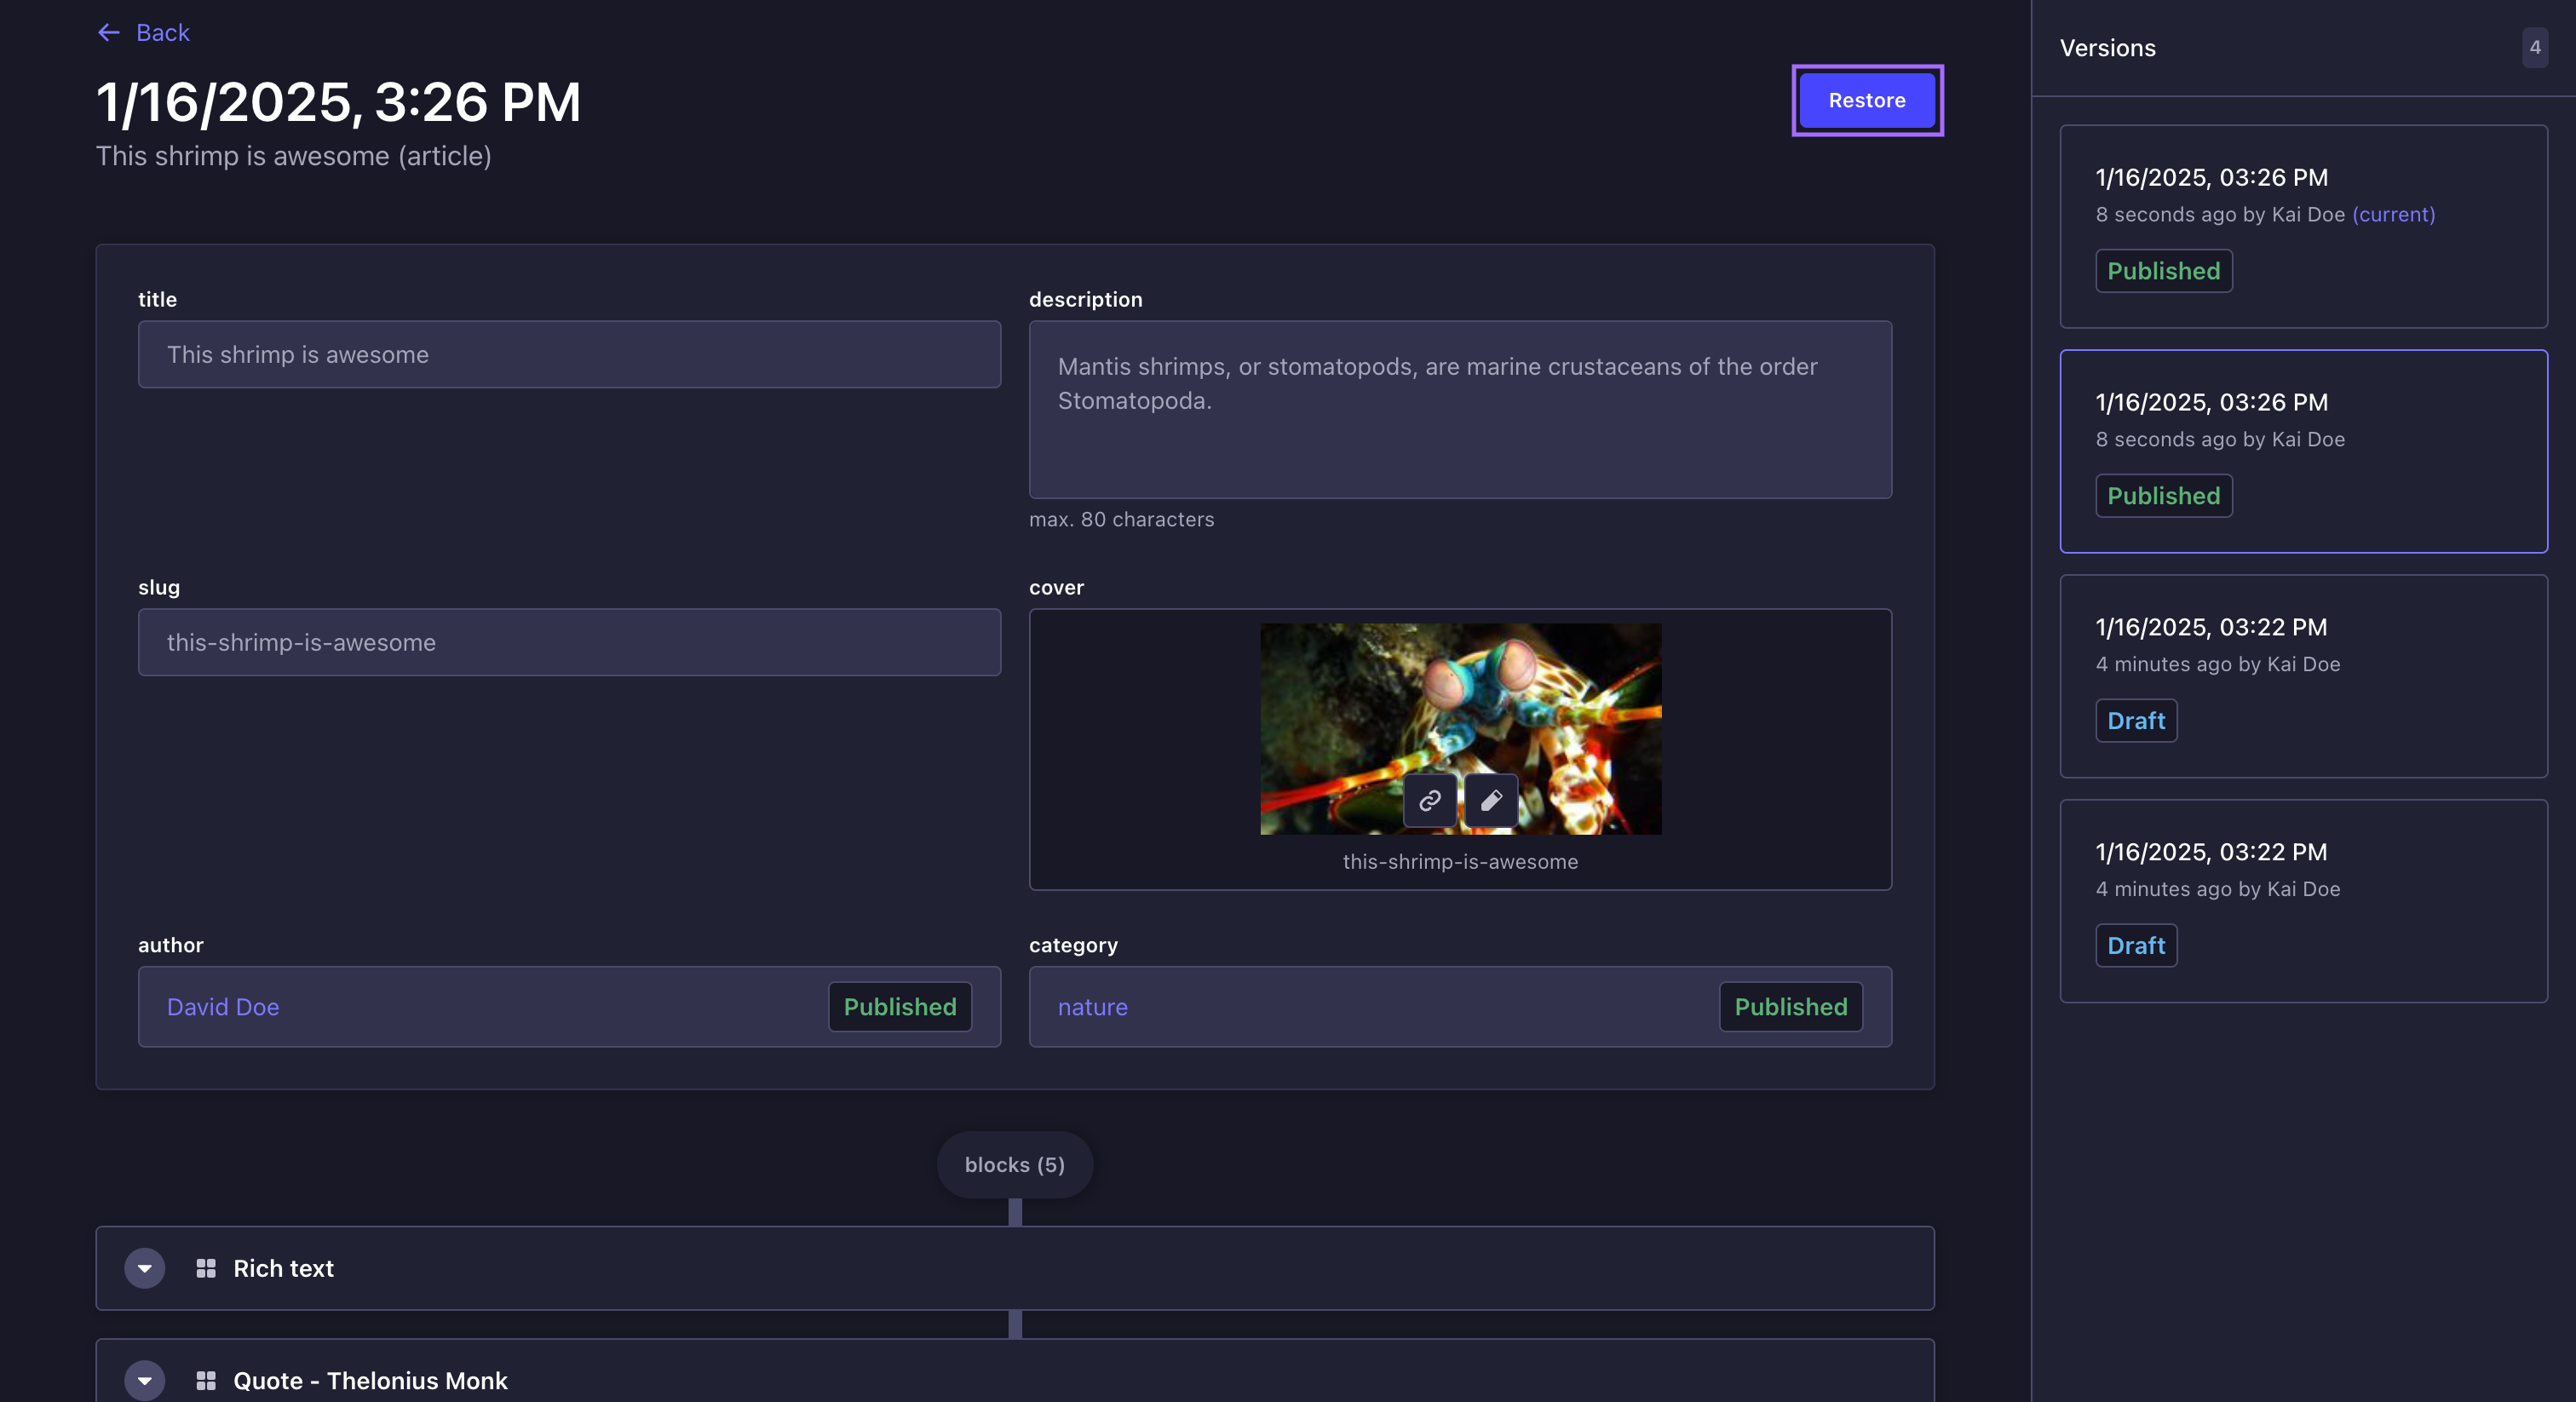 Back
1/16/2025, 3:26 PM
This shrimp is awesome (article)
Restore
title
This shrimp is awesome
description
Mantis shrimps, or stomatopods, are marine crustaceans of the order
Stomatopoda.
max. 80 characters
slug
this-shrimp-is-awesome
cover
this-shrimp-is-awesome
author
David Doe
Published
category
nature
Published
blocks (5)
Rich text
Quote - Thelonius Monk
Versions
4
1/16/2025, 03:26 PM
8 seconds ago by Kai Doe (current)
Published
1/16/2025, 03:26 PM
8 seconds ago by Kai Doe
Published
1/16/2025, 03:22 PM
4 minutes ago by Kai Doe
Draft
1/16/2025, 03:22 PM
4 minutes ago by Kai Doe
Draft